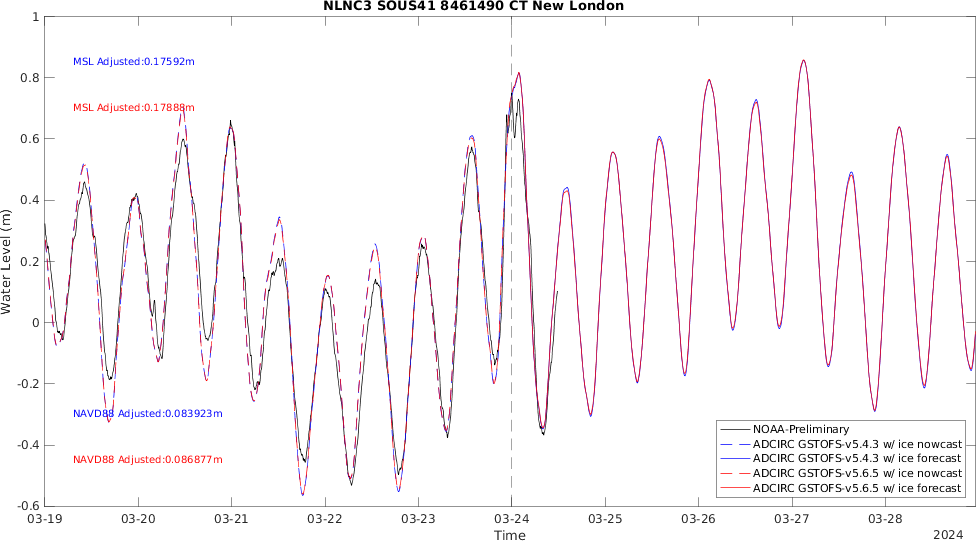 NLNC3 SOUS41 8461490 CT New London
1
0.8
0.6
0.4
0.2
0
-0.2
-0.4
-0.6
Water Level (m)
MSL Adjusted:0.17592m
MSL Adjusted:0.17888m
NAVD88 Adjusted:0.083923m
NAVD88 Adjusted:0.086877m
NOAA-Preliminary
ADCIRC GSTOFS-v5.4.3 w/ ice nowcast
ADCIRC GSTOFS-v5.4.3 w/ ice forecast
ADCIRC GSTOFS-v5.6.5 w/ ice nowcast
ADCIRC GSTOFS-v5.6.5 w/ ice forecast
03-19 03-20 03-21 03-22 03-23 03-24 03-25 03-26 03-27 03-28
Time
2024